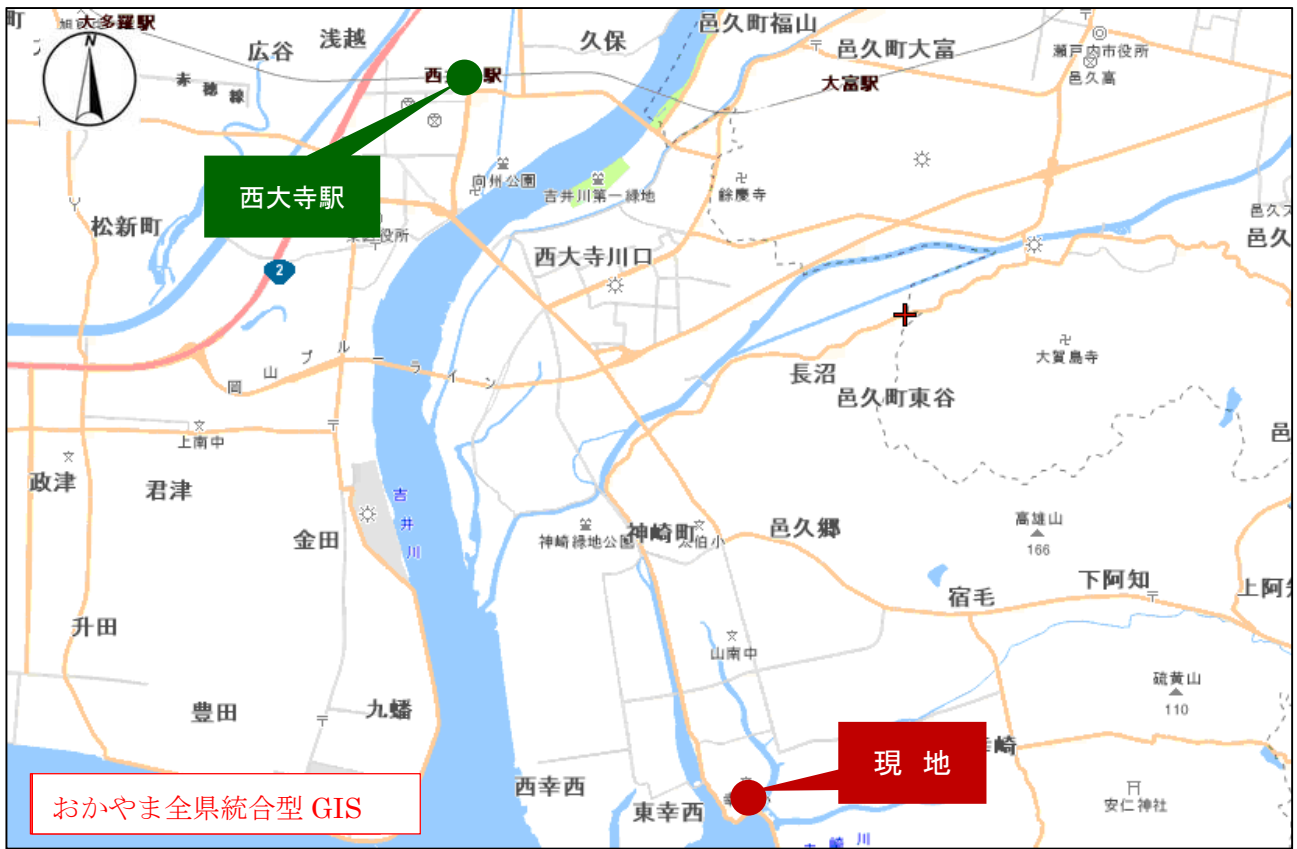 町
大多羅駅
N
広谷
浅越
久保
邑久町福山
邑久町大富
瀬戸内市役所
邑久高
赤穂線
大富駅
西大寺駅
向州公園
吉井川第一緑地
餘慶寺
松新町
西大寺川口
邑久
2
岡山ブルーライン
長沼
大賀島寺
邑久町東谷
上南中
政津
君津
吉井川
金田
神崎緑地公園
神崎町
太伯小
邑久郷
高雄山
166
宿毛
下阿知
上阿知
升田
山南中
硫黄山
110
豊田
九蟠
現 地
崎
西幸西
東幸西
安仁神社
おかやま全県統合型 GIS